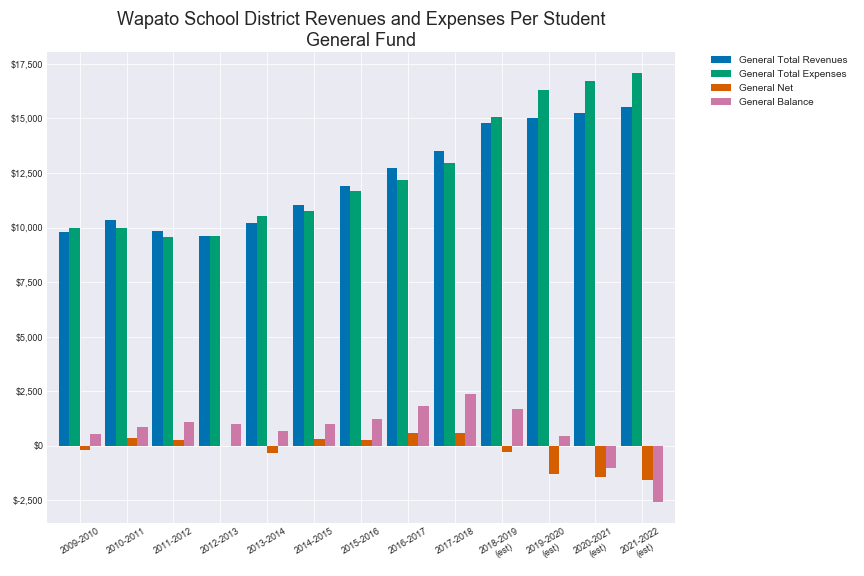 Wapato School District Revenues and Expenses Per Student
General Fund
General Total Revenues
General Total Expenses
General Net
General Balance
$17,500
$15,000
$12,500
$10,000
$7,500
$5,000
$2,500
$0
$-2,500
2009-2010
2010-2011
2011-2012
2012-2013
2013-2014
2014-2015
2015-2016
2016-2017
2017-2018
2018-2019
(est)
2019-2020
(est)
2020-2021
(est)
2021-2022
(est)